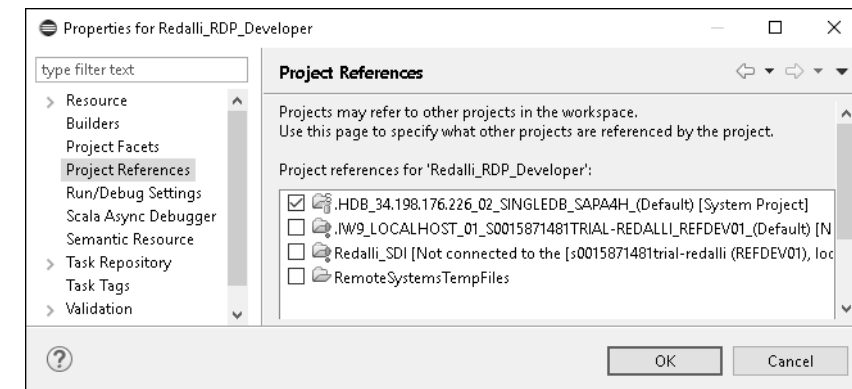 Properties for Redalli_RDP_Developer
type filter text
Resource
Builders
Project Facets
Project References
Run/Debug Settings
Scala Async Debugger
Semantic Resource
Task Repository
Task Tags
Validation
Project References
Projects may refer to other projects in the workspace.
Use this page to specify what other projects are referenced by the project.
Project references for 'Redalli_RDP_Developer':
.HDB_34.198.176.226_02_SINGLEDB_SAPA4H_(Default) [System Project]
.IW9_LOCALHOST_01_S0015871481TRIAL-REDALLI_REFDEV01_(Default) [N
Redalli_SDI [Not connected to the [s0015871481trial-redalli (REFDEV01), loc
RemoteSystemsTempFiles
?
OK
Cancel